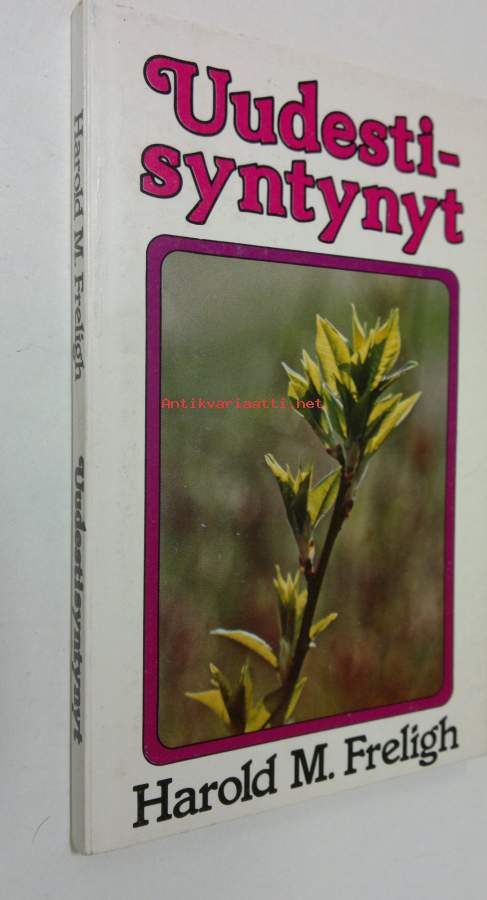 Uudesti-
syntynyt
Antikvariaatti.net
Harold M. Freligh
Harold M. Freligh Uudestisyntynyt